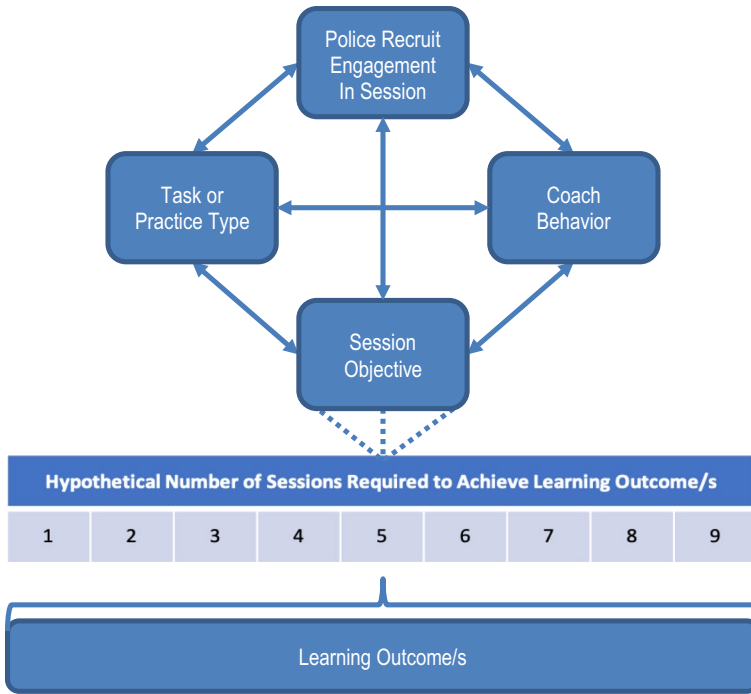 Police Recruit
Engagement
In Session
Task or
Practice Type
Coach
Behavior
Session
Objective
Hypothetical Number of Sessions Required to Achieve Learning Outcome/s
1 2 3 4 5 6 7 8 9
Learning Outcome/s